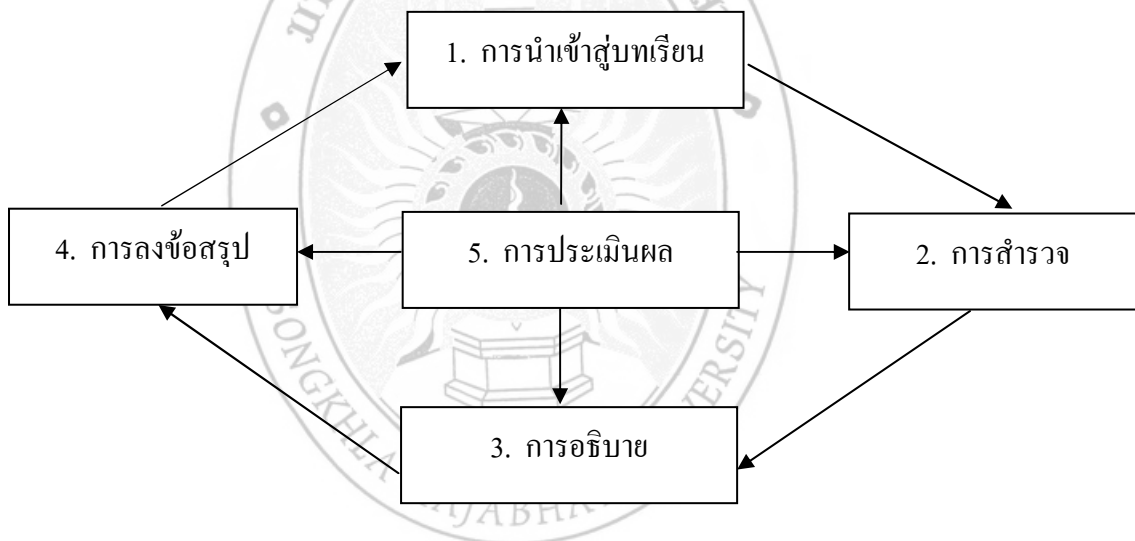 1. การนำเข้าสู่บทเรียน
4. การลงข้อสรุป
5. การประเมินผล
2. การสำรวจ
3. การอธิบาย
SONGKHLA